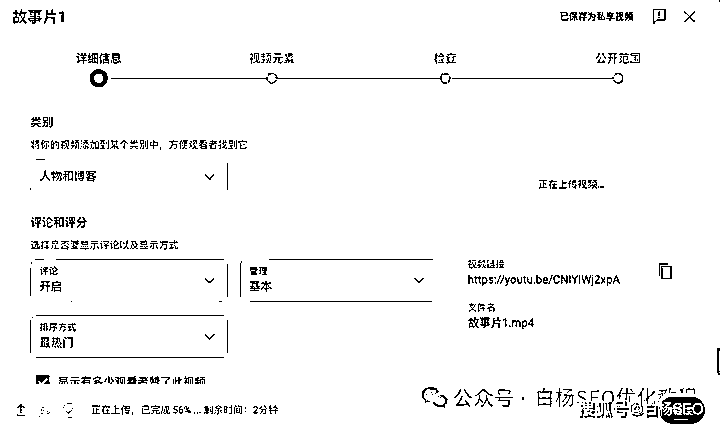 故事片1
已保存为私享视频
详细信息
视频元素
检查
公开范围
类别
将你的视频添加到某个类别中，方便观看者找到它
人物和博客
正在上传视频...
评论和评分
选择是否要显示评论以及显示方式
评论
开启
管理
基本
视频链接
https://youtu.be/CNtYIWj2xpA
文件名
故事片1.mp4
排序方式
最热门
显示有多少观看者赞了此视频
正在上传，已完成 56% ... 剩余时间：2分钟
公众号 · 白杨SEO优化教程
搜狐号@白杨SEO